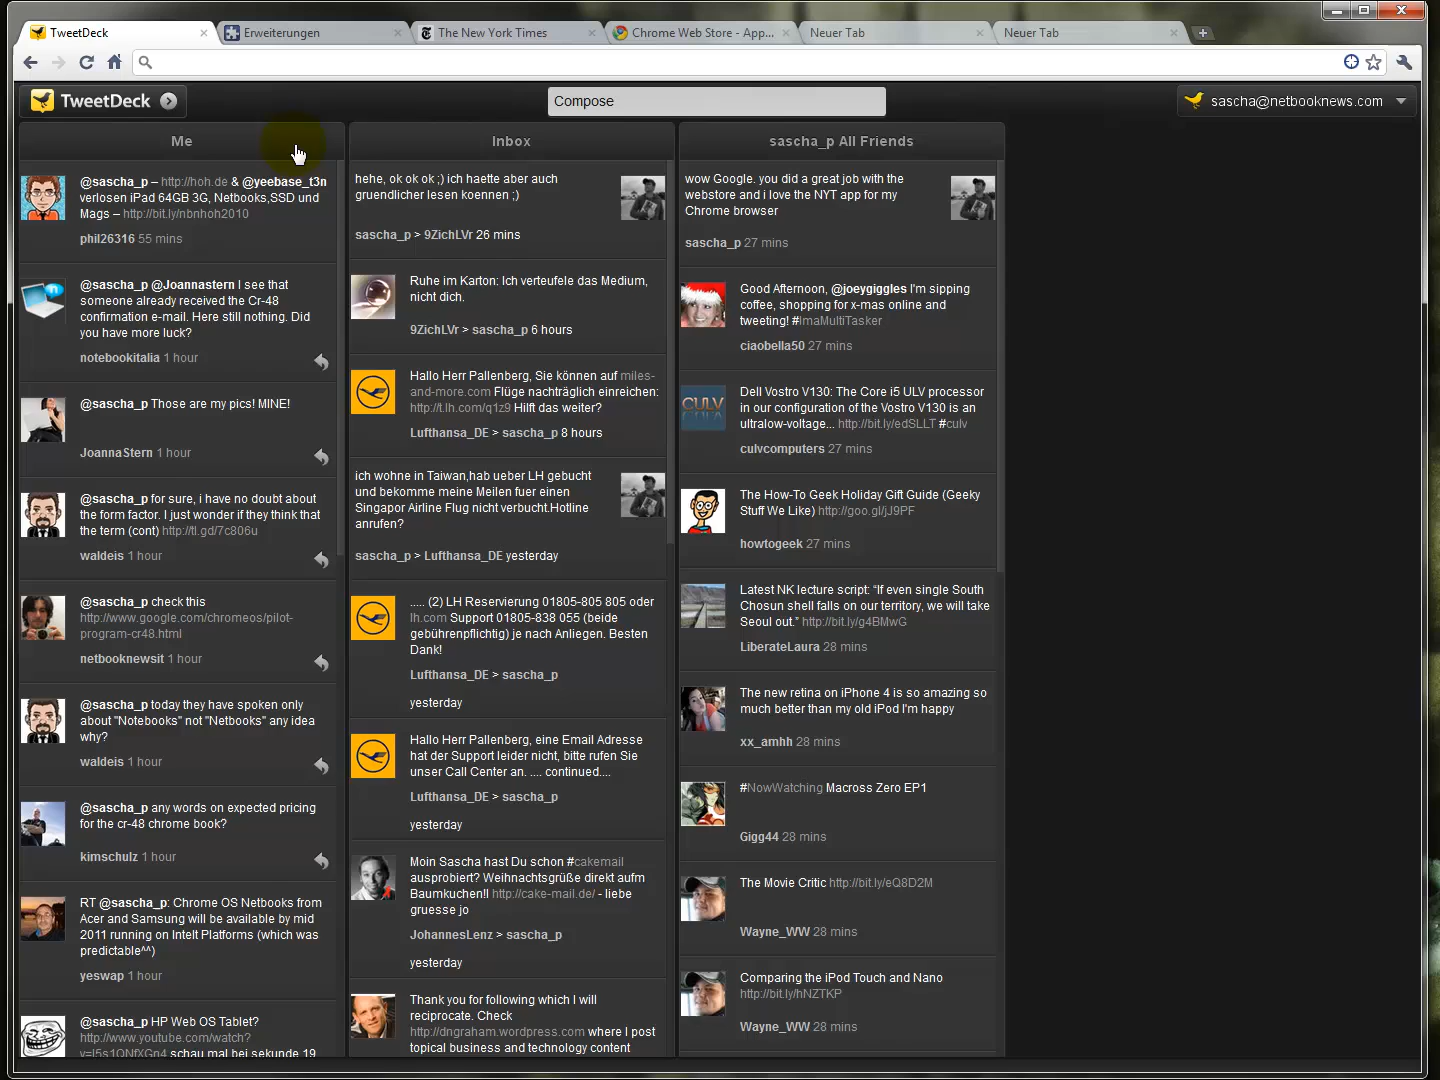 TweetDeck
Erweiterungen
The New York Times
Chrome Web Store - App...
Neuer Tab
Neuer Tab
TweetDeck
Compose
sascha@netbooknews.com
Me
@sascha_p – http://hoh.de & @yeebase_t3n
verlosen iPad 64GB 3G, Netbooks,SSD und
Mags – http://bit.ly/nbnhoh2010
phil26316 55 mins
@sascha_p @Joannastern I see that
someone already received the Cr-48
confirmation e-mail. Here still nothing. Did
you have more luck?
notebookitalia 1 hour
@sascha_p Those are my pics! MINE!
JoannaStern 1 hour
@sascha_p for sure, i have no doubt about
the form factor. I just wonder if they think that
the term (cont) http://tl.gd/7c806u
waldeis 1 hour
@sascha_p check this
http://www.google.com/chromeos/pilot-
program-cr48.html
netbooknewsit 1 hour
@sascha_p today they have spoken only
about "Notebooks" not "Netbooks" any idea
why?
waldeis 1 hour
@sascha_p any words on expected pricing
for the cr-48 chrome book?
kimschulz 1 hour
RT @sascha_p: Chrome OS Netbooks from
Acer and Samsung will be available by mid
2011 running on Intelt Platforms (which was
predictable^^)
yeswap 1 hour
@sascha_p HP Web OS Tablet?
http://www.youtube.com/watch?
v=l5s1QNfXGn4 schau mal bei sekunde 19
Inbox
hehe, ok ok ok ;) ich haette aber auch
gruendlicher lesen koennen ;)
sascha_p > 9ZichLVr 26 mins
Ruhe im Karton: Ich verteufele das Medium,
nicht dich.
9ZichLVr > sascha_p 6 hours
Hallo Herr Pallenberg, Sie können auf miles-
and-more.com Flüge nachträglich einreichen:
http://t.lh.com/q1z9 Hilft das weiter?
Lufthansa_DE > sascha_p 8 hours
ich wohne in Taiwan,hab ueber LH gebucht
und bekomme meine Meilen fuer einen
Singapor Airline Flug nicht verbucht.Hotline
anrufen?
sascha_p > Lufthansa_DE yesterday
..... (2) LH Reservierung 01805-805 805 oder
lh.com Support 01805-838 055 (beide
gebührenpflichtig) je nach Anliegen. Besten
Dank!
Lufthansa_DE > sascha_p
yesterday
Hallo Herr Pallenberg, eine Email Adresse
hat der Support leider nicht, bitte rufen Sie
unser Call Center an. .... continued....
Lufthansa_DE > sascha_p
yesterday
Moin Sascha hast Du schon #cakemail
ausprobiert? Weihnachtsgrüße direkt aufm
Baumkuchen!l http://cake-mail.de/ - liebe
gruesse jo
JohannesLenz > sascha_p
yesterday
Thank you for following which I will
reciprocate. Check
http://dngraham.wordpress.com where I post
topical business and technology content
sascha_p All Friends
wow Google. you did a great job with the
webstore and i love the NYT app for my
Chrome browser
sascha_p 27 mins
Good Afternoon, @joeygiggles I'm sipping
coffee, shopping for x-mas online and
tweeting! #ImaMultiTasker
ciaobella50 27 mins
Dell Vostro V130: The Core i5 ULV processor
in our configuration of the Vostro V130 is an
ultralow-voltage... http://bit.ly/edSLLT #culv
culvcomputers 27 mins
The How-To Geek Holiday Gift Guide (Geeky
Stuff We Like) http://goo.gl/jJ9PF
howtogeek 27 mins
Latest NK lecture script: “If even single South
Chosun shell falls on our territory, we will take
Seoul out.” http://bit.ly/g4BMwG
LiberateLaura 28 mins
The new retina on iPhone 4 is so amazing so
much better than my old iPod I'm happy
xx_amhh 28 mins
#NowWatching Macross Zero EP1
Gigg44 28 mins
The Movie Critic http://bit.ly/eQ8D2M
Wayne_WW 28 mins
Comparing the iPod Touch and Nano
http://bit.ly/hNZTKP
Wayne_WW 28 mins
CULV